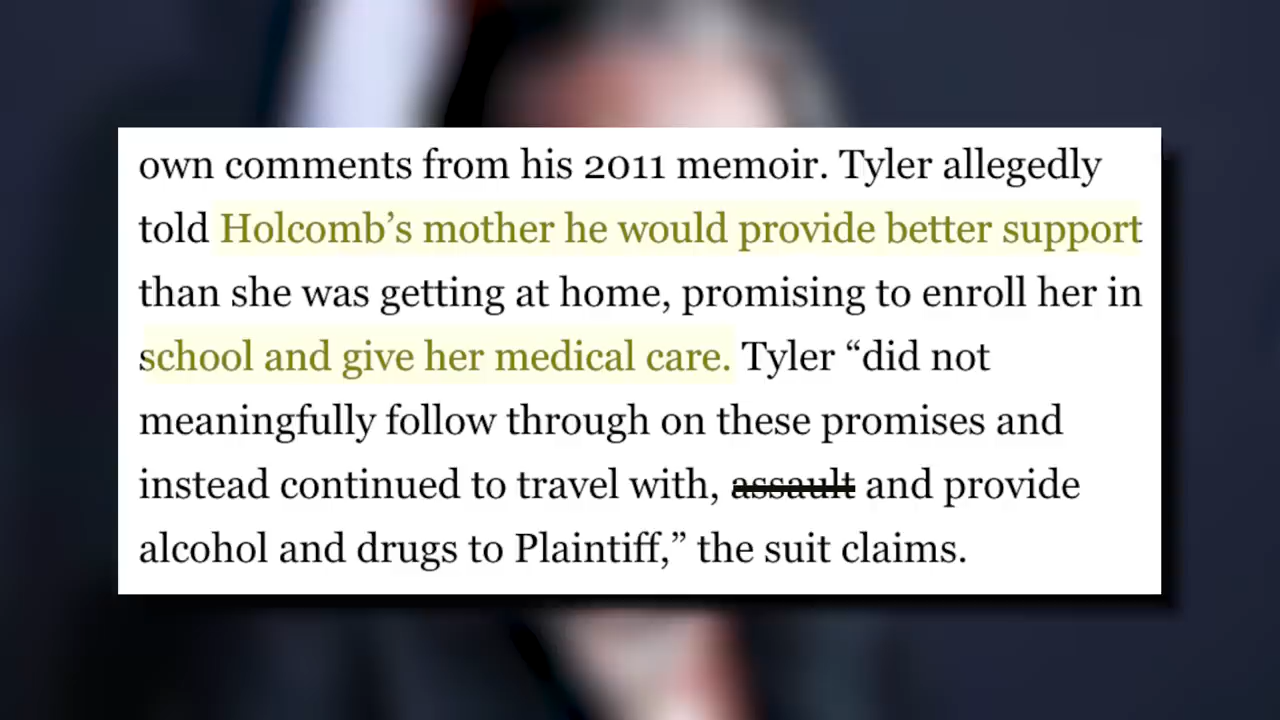 own comments from his 2011 memoir. Tyler allegedly
told Holcomb’s mother he would provide better support
than she was getting at home, promising to enroll her in
school and give her medical care. Tyler “did not
meaningfully follow through on these promises and
instead continued to travel with, assault and provide
alcohol and drugs to Plaintiff,” the suit claims.